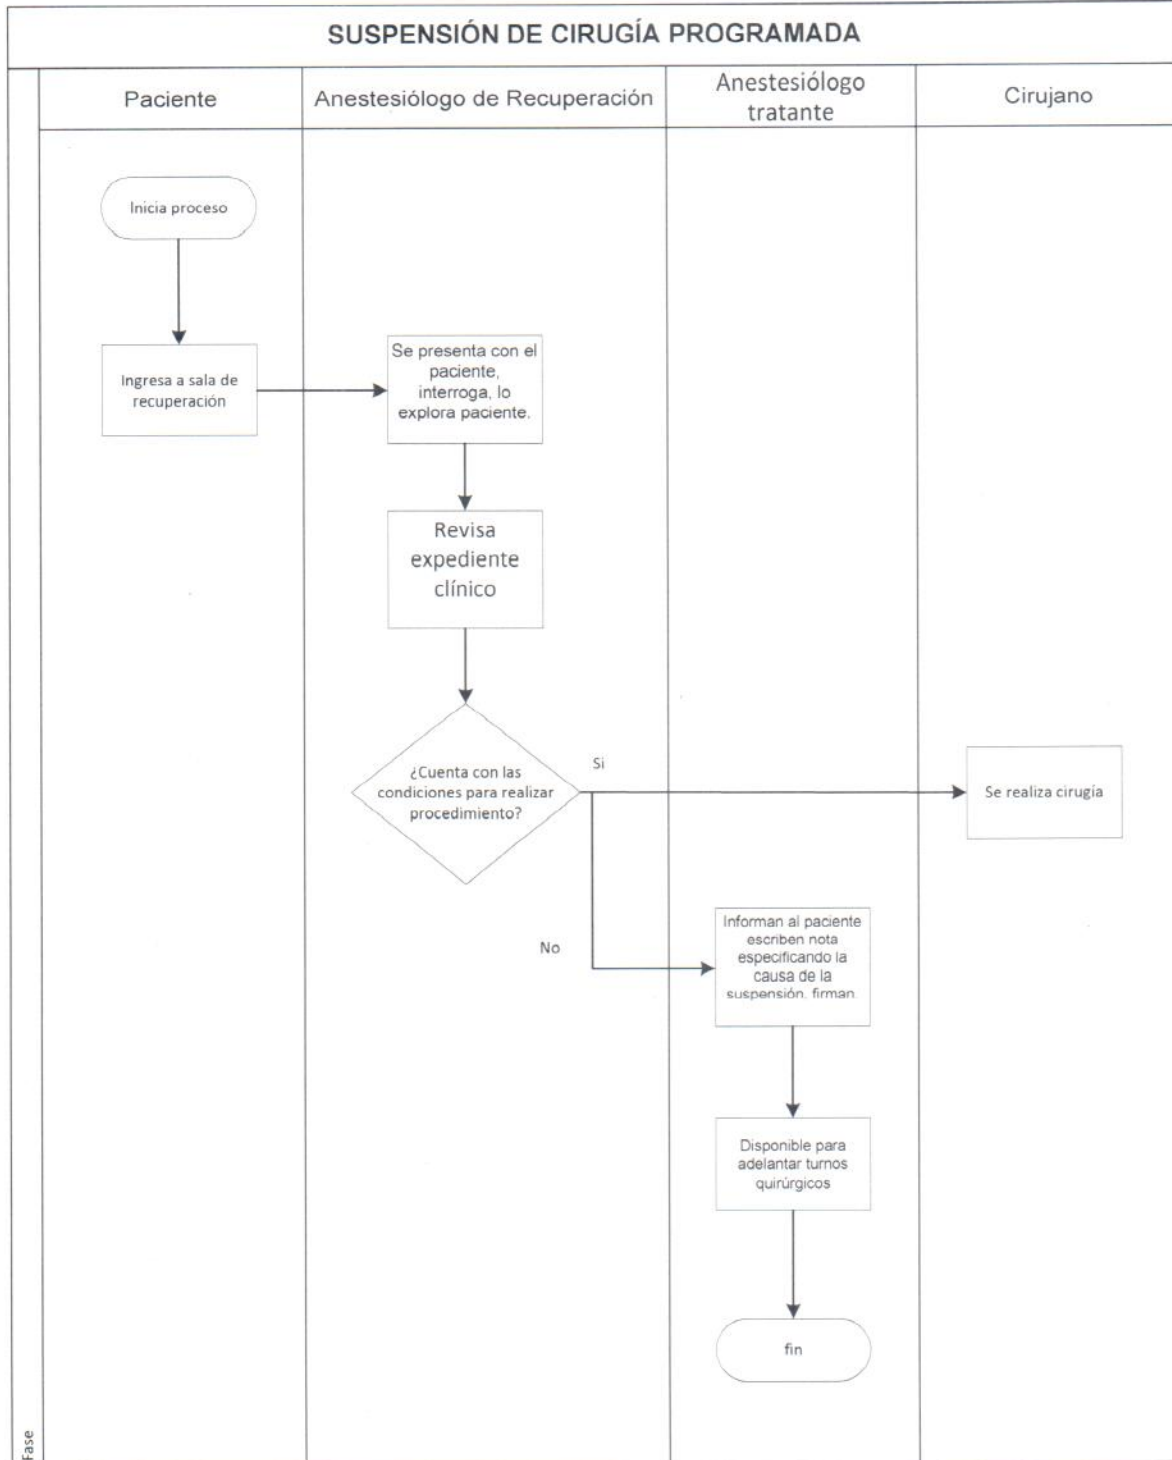 SUSPENSIÓN DE CIRUGÍA PROGRAMADA
Paciente
Anestesiólogo de Recuperación
Anestesiólogo
tratante
Cirujano
Inicia proceso
Ingresa a sala de
recuperación
Se presenta con el
paciente,
interroga, lo
explora paciente.
Revisa
expediente
clínico
¿Cuenta con las
condiciones para realizar
procedimiento?
Si
Se realiza cirugía
No
Informan al paciente
escriben nota
especificando la
causa de la
suspensión, firman.
Disponible para
adelantar turnos
quirúrgicos
fin
Fase